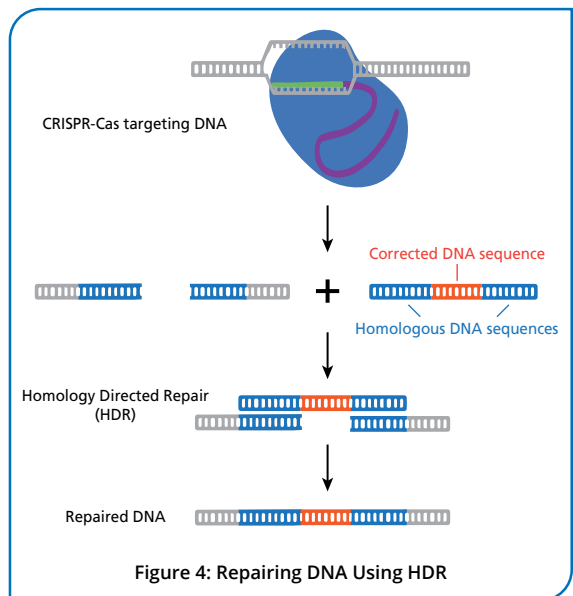 CRISPR-Cas targeting DNA
Corrected DNA sequence
+
Homologous DNA sequences
Homology Directed Repair
(HDR)
Repaired DNA
Figure 4: Repairing DNA Using HDR